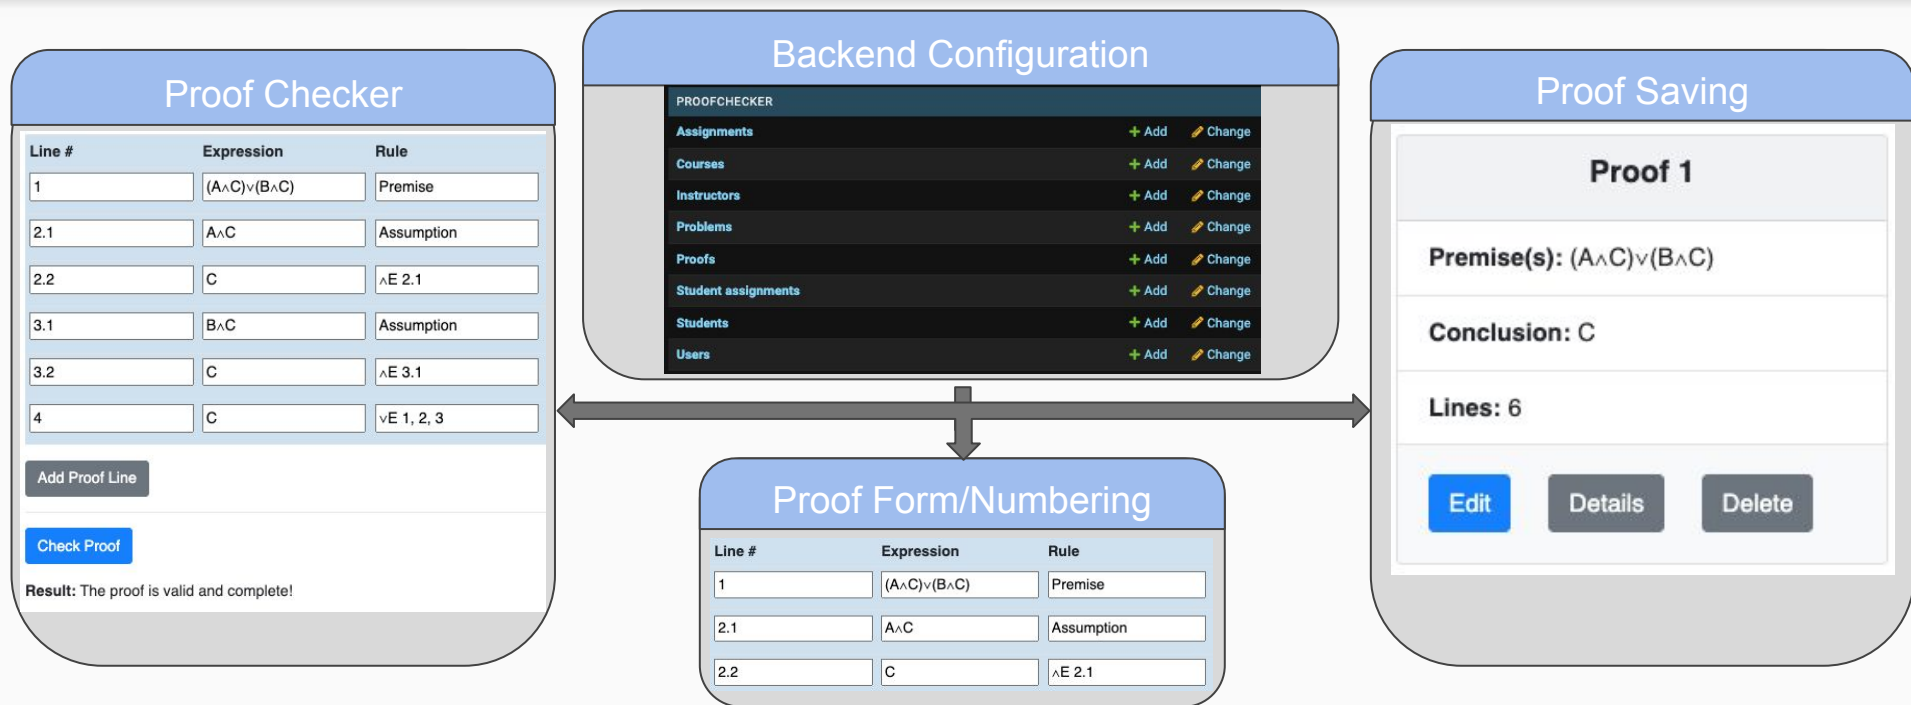 Proof Checker
Line # Expression Rule
1 (A∧C)∨(B∧C) Premise
2.1 A∧C Assumption
2.2 C ∧E 2.1
3.1 B∧C Assumption
3.2 C ∧E 3.1
4 C ∨E 1, 2, 3
Add Proof Line
Check Proof
Result: The proof is valid and complete!
Backend Configuration
PROOFCHECKER
Assignments + Add Change
Courses + Add Change
Instructors + Add Change
Problems + Add Change
Proofs + Add Change
Student assignments + Add Change
Students + Add Change
Users + Add Change
Proof Form/Numbering
Line # Expression Rule
1 (A∧C)∨(B∧C) Premise
2.1 A∧C Assumption
2.2 C ∧E 2.1
Proof Saving
Proof 1
Premise(s): (A∧C)∨(B∧C)
Conclusion: C
Lines: 6
Edit Details Delete